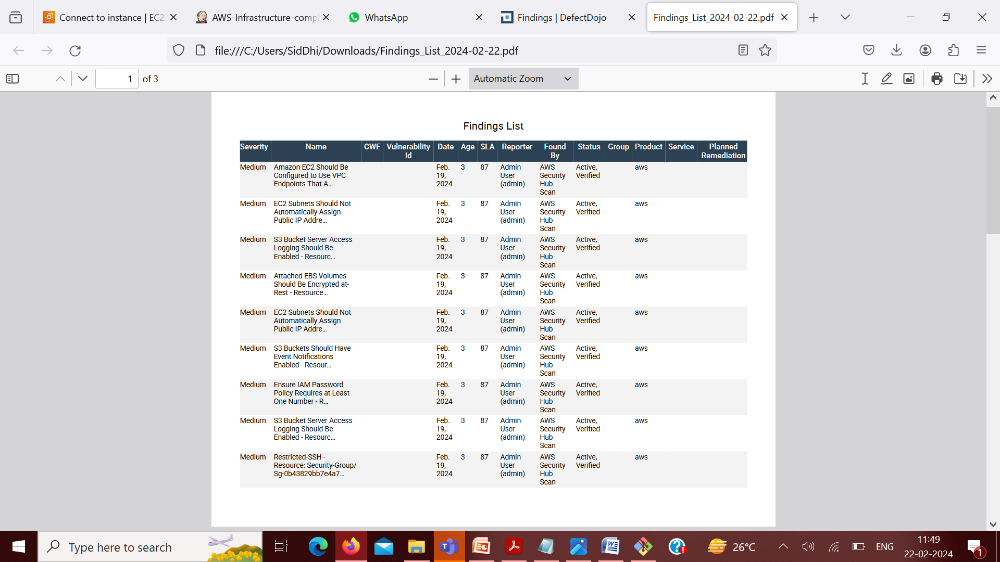 Connect to instance | EC2
AWS-Infrastructure-compl
WhatsApp
Findings | DefectDojo
Findings_List_2024-02-22.pdf
file:///C:/Users/SidDhi/Downloads/Findings_List_2024-02-22.pdf
1 of 3
Automatic Zoom
Findings List
Severity Name CWE Vulnerability Id Date Age SLA Reporter Found By Status Group Product Service Planned Remediation
Medium Amazon EC2 Should Be Configured to Use VPC Endpoints That A... Feb. 19, 2024 3 87 Admin User (admin) AWS Security Hub Scan Active, Verified aws
Medium EC2 Subnets Should Not Automatically Assign Public IP Addre... Feb. 19, 2024 3 87 Admin User (admin) AWS Security Hub Scan Active, Verified aws
Medium S3 Bucket Server Access Logging Should Be Enabled - Resourc... Feb. 19, 2024 3 87 Admin User (admin) AWS Security Hub Scan Active, Verified aws
Medium Attached EBS Volumes Should Be Encrypted at-Rest - Resource... Feb. 19, 2024 3 87 Admin User (admin) AWS Security Hub Scan Active, Verified aws
Medium EC2 Subnets Should Not Automatically Assign Public IP Addre... Feb. 19, 2024 3 87 Admin User (admin) AWS Security Hub Scan Active, Verified aws
Medium S3 Buckets Should Have Event Notifications Enabled - Resour... Feb. 19, 2024 3 87 Admin User (admin) AWS Security Hub Scan Active, Verified aws
Medium Ensure IAM Password Policy Requires at Least One Number - R... Feb. 19, 2024 3 87 Admin User (admin) AWS Security Hub Scan Active, Verified aws
Medium S3 Bucket Server Access Logging Should Be Enabled - Resourc... Feb. 19, 2024 3 87 Admin User (admin) AWS Security Hub Scan Active, Verified aws
Medium Restricted-SSH - Resource: Security-Group/Sg-0b43829bb7e4a7... Feb. 19, 2024 3 87 Admin User (admin) AWS Security Hub Scan Active, Verified aws
Type here to search
26°C
ENG
11:49
22-02-2024
1